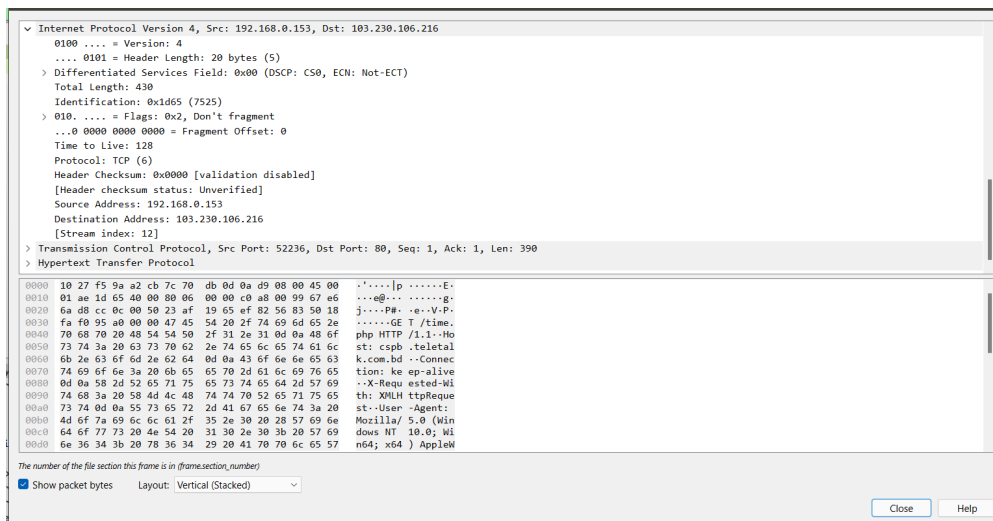 Internet Protocol Version 4, Src: 192.168.0.153, Dst: 103.230.106.216
0100 .... = Version: 4
.... 0101 = Header Length: 20 bytes (5)
Differentiated Services Field: 0x00 (DSCP: CS0, ECN: Not-ECT)
Total Length: 430
Identification: 0x1d65 (7525)
010. .... = Flags: 0x2, Don't fragment
...0 0000 0000 0000 = Fragment Offset: 0
Time to Live: 128
Protocol: TCP (6)
Header Checksum: 0x0000 [validation disabled]
[Header checksum status: Unverified]
Source Address: 192.168.0.153
Destination Address: 103.230.106.216
[Stream index: 12]
Transmission Control Protocol, Src Port: 52236, Dst Port: 80, Seq: 1, Ack: 1, Len: 390
Hypertext Transfer Protocol
0000 10 27 f5 9a a2 cb 7c 70 db 0d 0a d9 08 00 45 00 ·'····|p ······E·
0010 01 ae 1d 65 40 00 80 06 00 00 c0 a8 00 99 67 e6 ···e@··· ······g·
0020 6a d8 cc 0c 00 50 23 af 19 65 ef 82 56 83 50 18 j····P#· ·e··V·P·
0030 fa f0 95 a0 00 00 47 45 54 20 2f 74 69 6d 65 2e ······GE T /time.
0040 70 68 70 20 48 54 54 50 2f 31 2e 31 0d 0a 48 6f php HTTP /1.1··Ho
0050 73 74 3a 20 63 73 70 62 2e 74 65 6c 65 74 61 6c st: cspb .teletal
0060 6b 2e 63 6f 6d 2e 62 64 0d 0a 43 6f 6e 6e 65 63 k.com.bd ··Connec
0070 74 69 6f 6e 3a 20 6b 65 65 70 2d 61 6c 69 76 65 tion: ke ep-alive
0080 0d 0a 58 2d 52 65 71 75 65 73 74 65 64 2d 57 69 ··X-Requ ested-Wi
0090 74 68 3a 20 58 4d 4c 48 74 74 70 52 65 71 75 65 th: XMLH ttpReque
00a0 73 74 0d 0a 55 73 65 72 2d 41 67 65 6e 74 3a 20 st··User -Agent:
00b0 4d 6f 7a 69 6c 6c 61 2f 35 2e 30 20 28 57 69 6e Mozilla/ 5.0 (Win
00c0 64 6f 77 73 20 4e 54 20 31 30 2e 30 3b 20 57 69 dows NT 10.0; Wi
00d0 6e 36 34 3b 20 78 36 34 29 20 41 70 70 6c 65 57 n64; x64 ) AppleW
The number of the file section this frame is in (frame.section_number)
Show packet bytes Layout: Vertical (Stacked)
Close Help